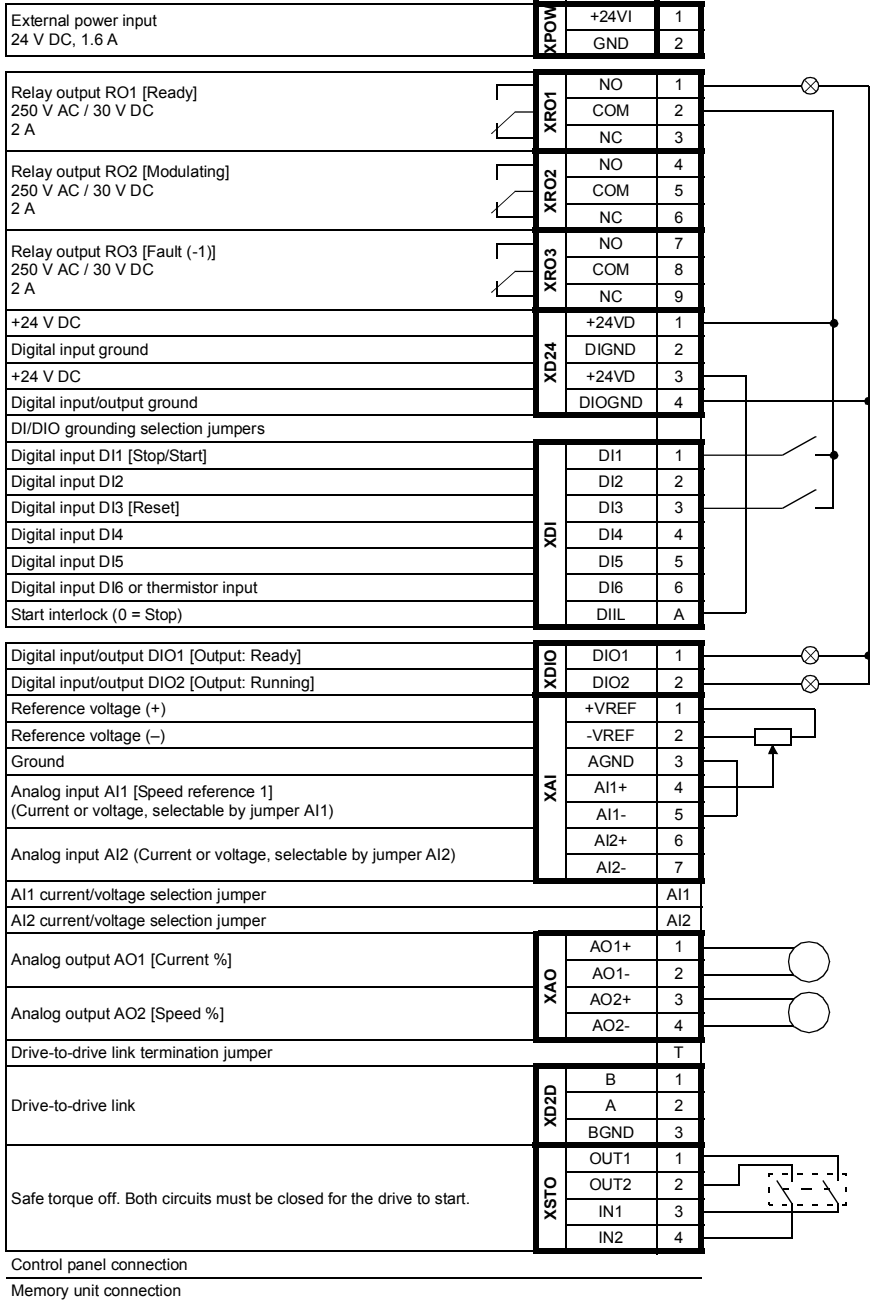 External power input
24 V DC, 1.6 A
XPOW
+24VI 1
GND 2
Relay output RO1 [Ready]
250 V AC / 30 V DC
2 A
XRO1
NO 1
COM 2
NC 3
Relay output RO2 [Modulating]
250 V AC / 30 V DC
2 A
XRO2
NO 4
COM 5
NC 6
Relay output RO3 [Fault (-1)]
250 V AC / 30 V DC
2 A
XRO3
NO 7
COM 8
NC 9
XD24
+24 V DC +24VD 1
Digital input ground DIGND 2
+24 V DC +24VD 3
Digital input/output ground DIOGND 4
DI/DIO grounding selection jumpers
XDI
Digital input DI1 [Stop/Start] DI1 1
Digital input DI2 DI2 2
Digital input DI3 [Reset] DI3 3
Digital input DI4 DI4 4
Digital input DI5 DI5 5
Digital input DI6 or thermistor input DI6 6
Start interlock (0 = Stop) DIIL A
XDIO
Digital input/output DIO1 [Output: Ready] DIO1 1
Digital input/output DIO2 [Output: Running] DIO2 2
XAI
Reference voltage (+) +VREF 1
Reference voltage (–) -VREF 2
Ground AGND 3
Analog input AI1 [Speed reference 1]
(Current or voltage, selectable by jumper AI1)
AI1+ 4
AI1- 5
Analog input AI2 (Current or voltage, selectable by jumper AI2)
AI2+ 6
AI2- 7
AI1 current/voltage selection jumper AI1
AI2 current/voltage selection jumper AI2
XAO
Analog output AO1 [Current %]
AO1+ 1
AO1- 2
Analog output AO2 [Speed %]
AO2+ 3
AO2- 4
Drive-to-drive link termination jumper T
Drive-to-drive link
XD2D
B 1
A 2
BGND 3
Safe torque off. Both circuits must be closed for the drive to start.
XSTO
OUT1 1
OUT2 2
IN1 3
IN2 4
Control panel connection
Memory unit connection